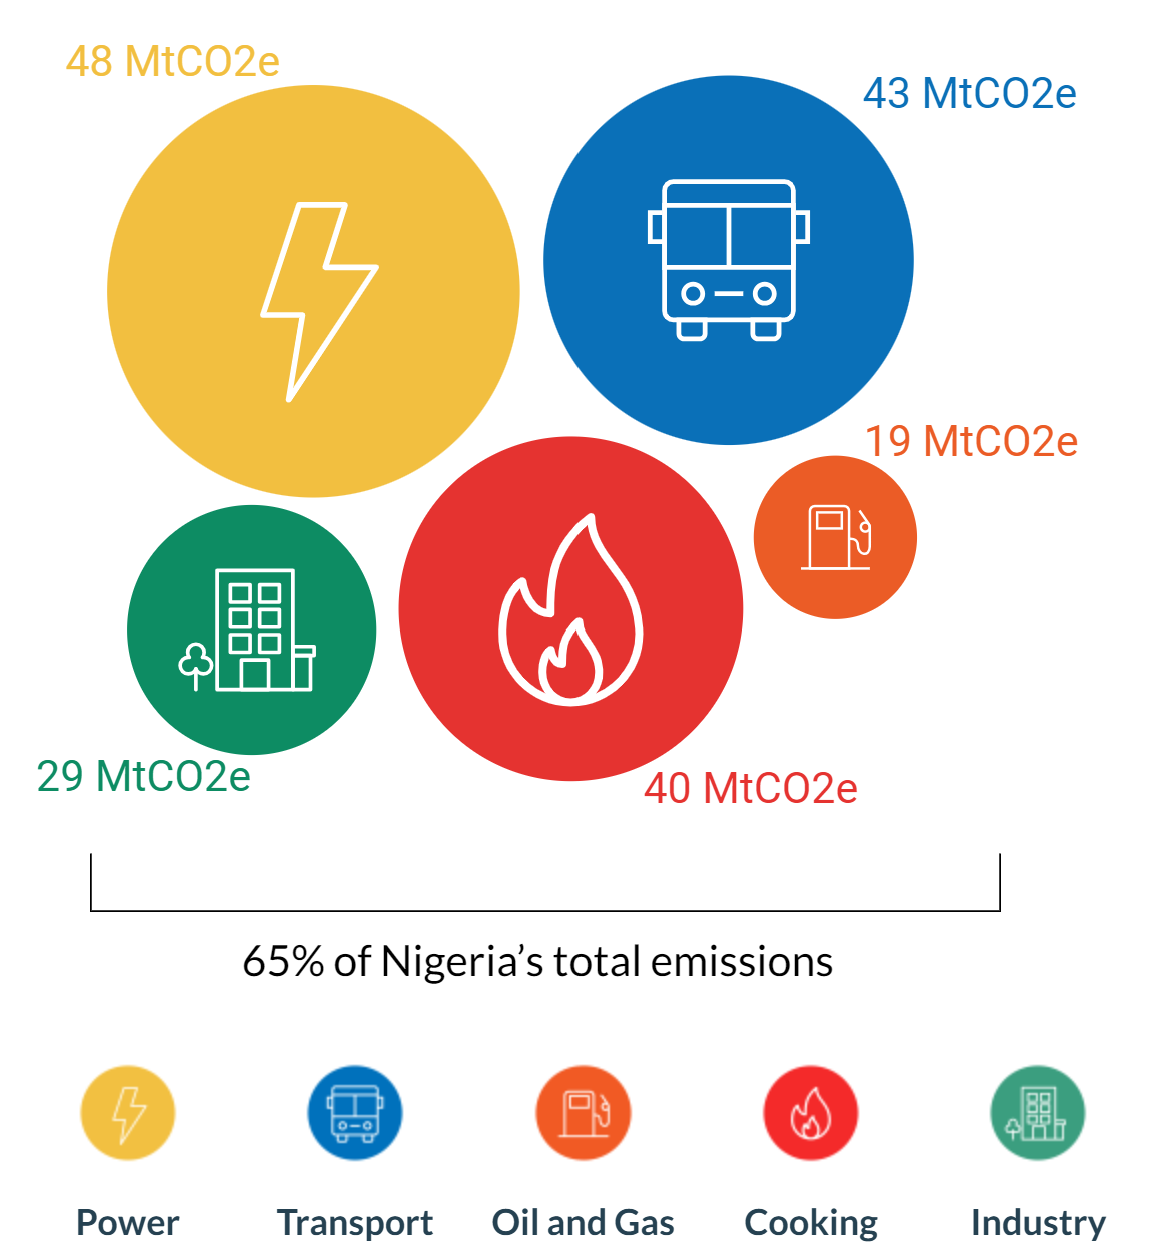 48 MtCO2e
43 MtCO2e
19 MtCO2e
29 MtCO2e
40 MtCO2e
65% of Nigeria’s total emissions
Power
Transport
Oil and Gas
Cooking
Industry